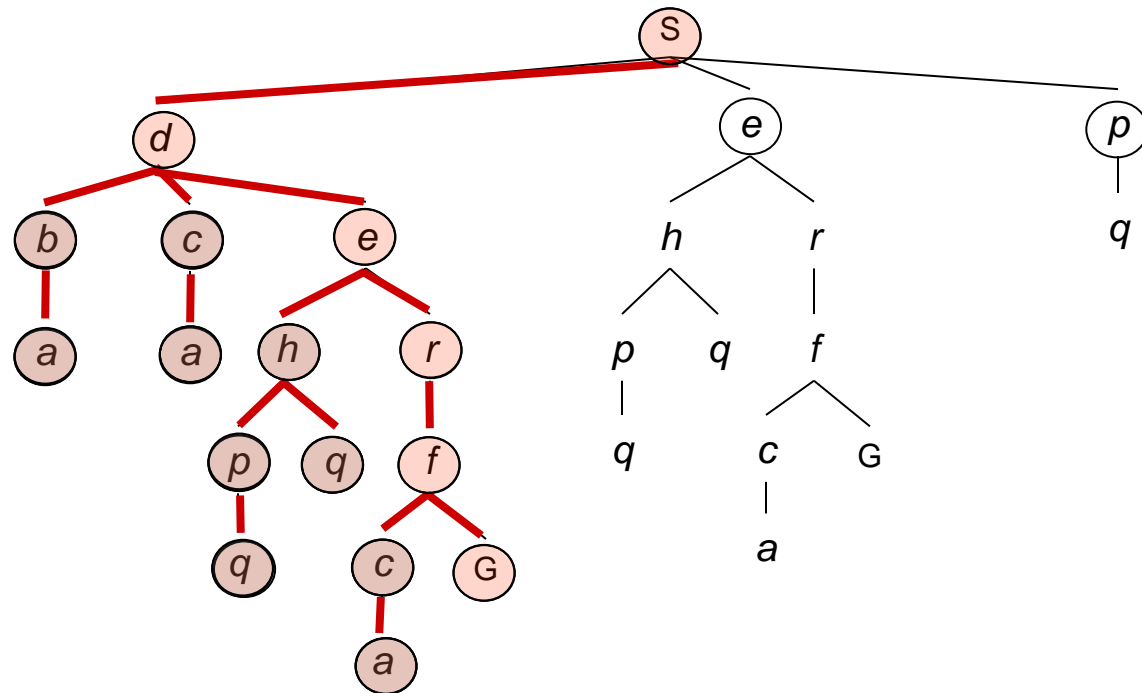 S
d e p
b c e h r q
a a h r p q f
p q f q c G
q c G a
a